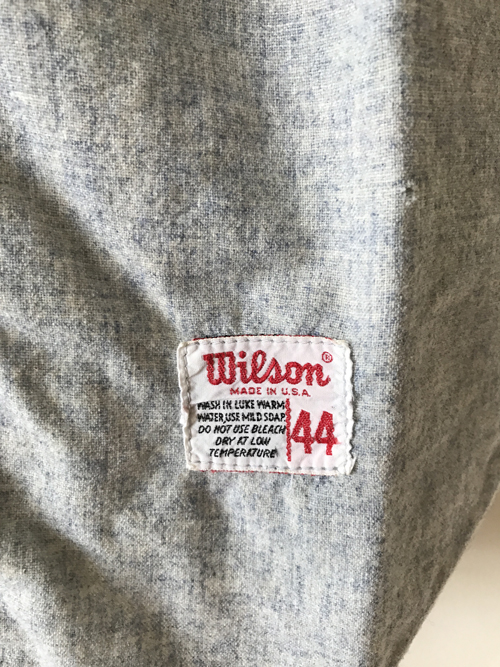 Wilson®
MADE IN U.S.A.
WASH IN LUKE WARM
WATER, USE MILD SOAP.
DO NOT USE BLEACH
DRY AT LOW
TEMPERATURE
44